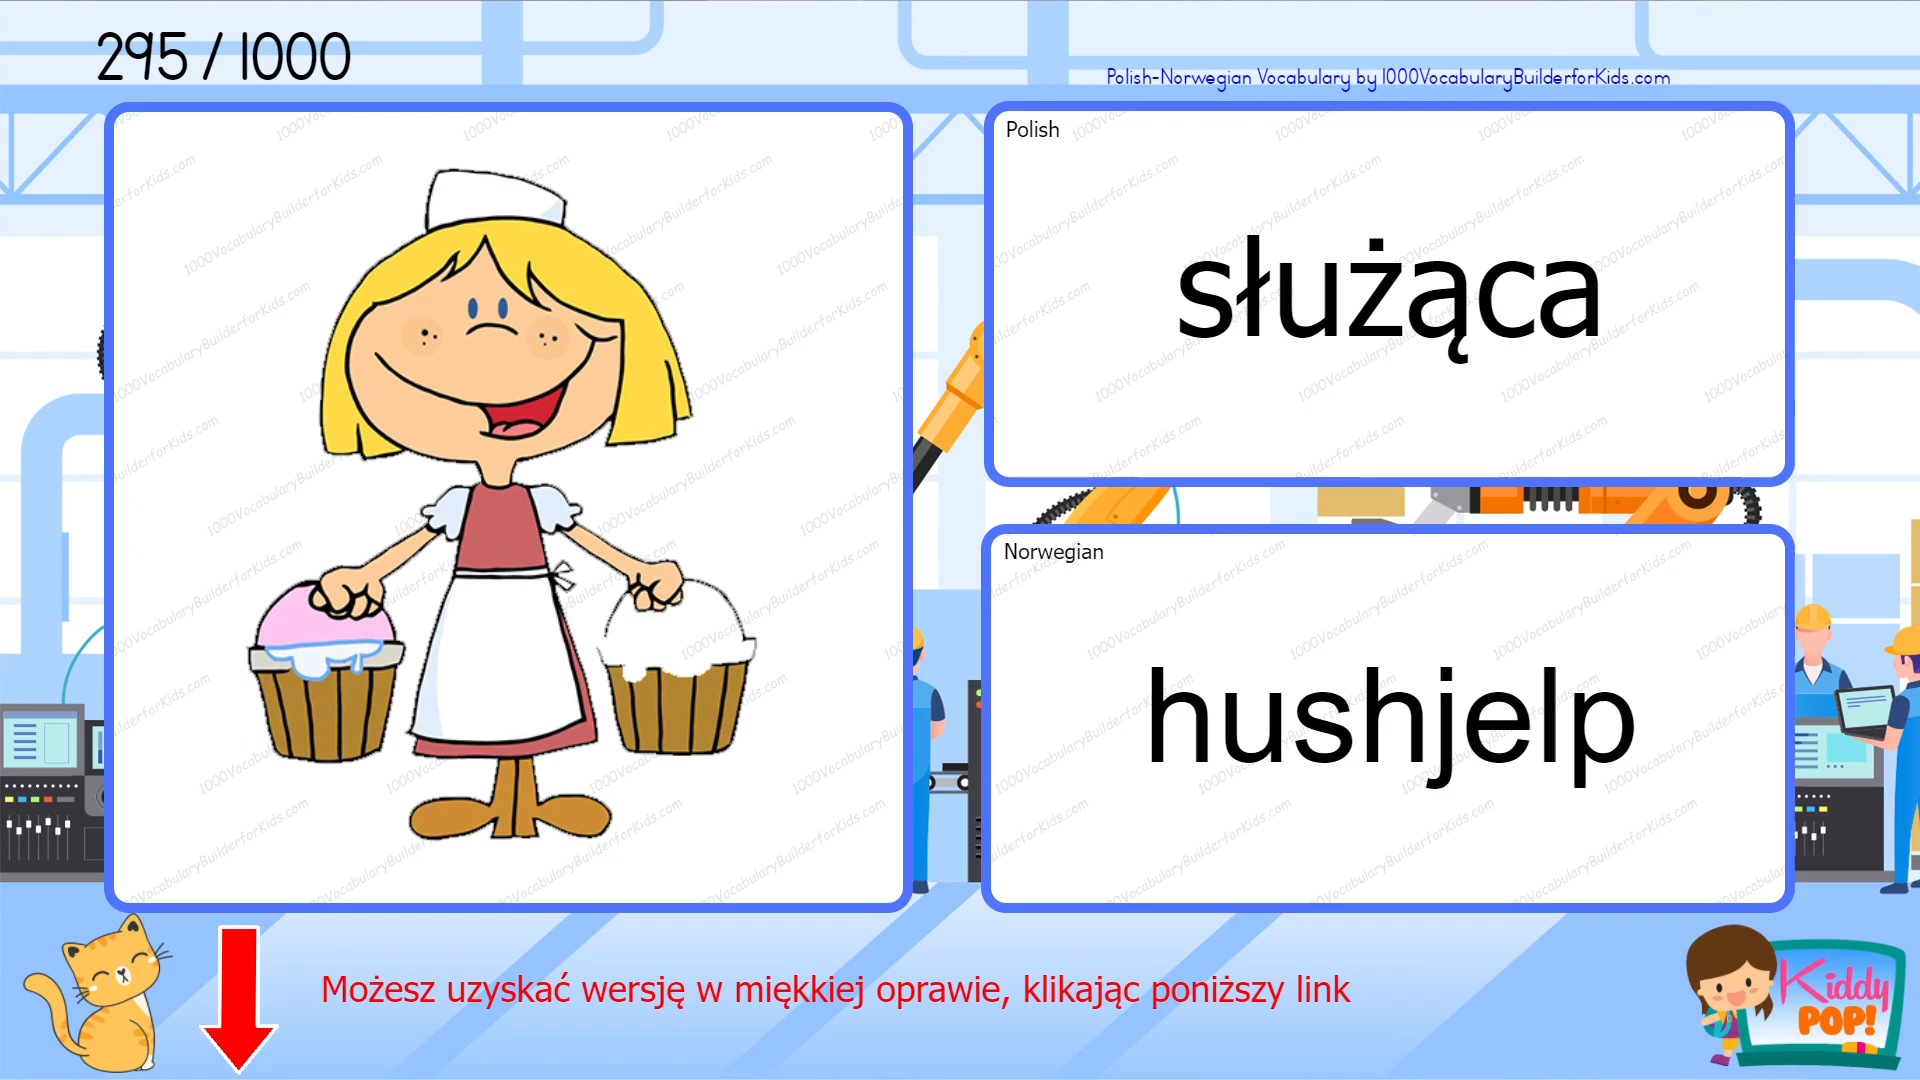 295 / 1000
Polish-Norwegian Vocabulary by 1000VocabularyBuilderforKids.com
Polish
służąca
Norwegian
hushjelp
Możesz uzyskać wersję w miękkiej oprawie, klikając poniższy link
Kiddy
POP!